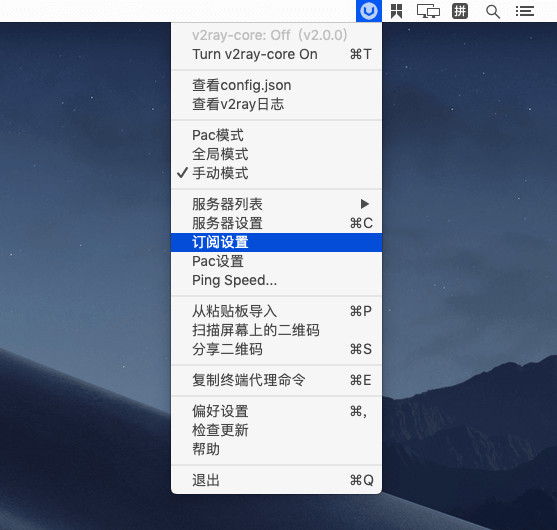 拼
v2ray-core: Off (v2.0.0)
Turn v2ray-core On ⌘T
查看config.json
查看v2ray日志
Pac模式
全局模式
✓ 手动模式
服务器列表 ▶
服务器设置 ⌘C
订阅设置
Pac设置
Ping Speed...
从粘贴板导入 ⌘P
扫描屏幕上的二维码
分享二维码 ⌘S
复制终端代理命令 ⌘E
偏好设置 ⌘,
检查更新
帮助
退出 ⌘Q